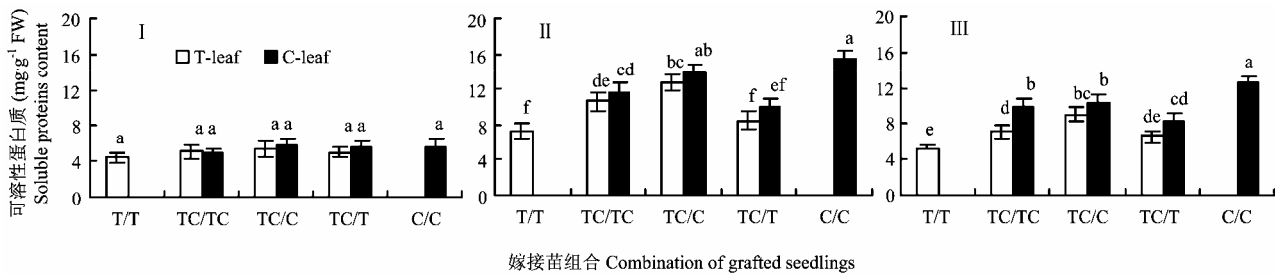 可溶性蛋白质 (mg·g⁻¹ FW)
Soluble proteins content
20
16
12
8
4
0
I
T-leaf
C-leaf
a
a a
a a
a a
a
T/T
TC/TC
TC/C
TC/T
C/C
20
16
12
8
4
0
II
f
de
cd
bc
ab
f
ef
a
T/T
TC/TC
TC/C
TC/T
C/C
20
16
12
8
4
0
III
e
d
b
bc
b
de
cd
a
T/T
TC/TC
TC/C
TC/T
C/C
嫁接苗组合 Combination of grafted seedlings